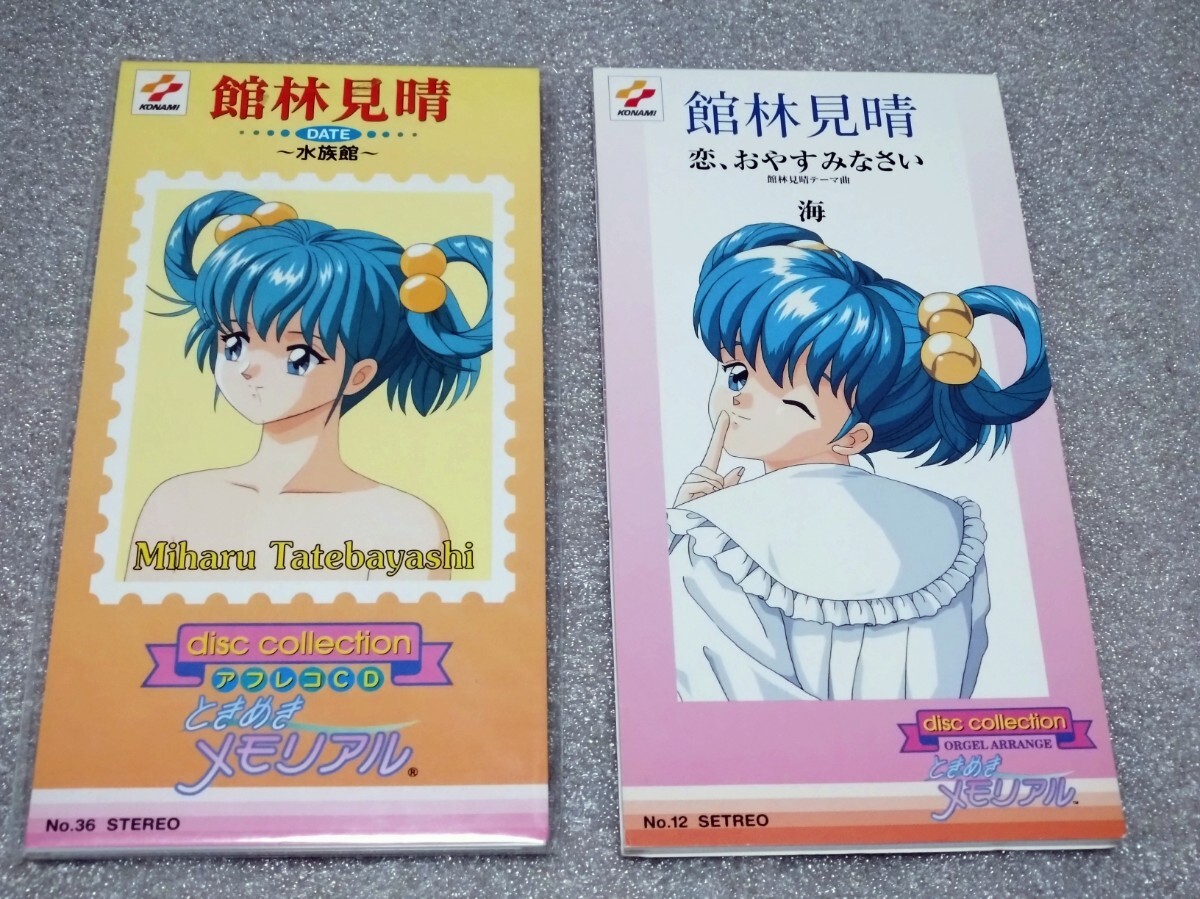 KONAMI
館林見晴
DATE
～水族館～
Miharu Tatebayashi
disc collection
アフレコCD
ときめき
メモリアル®
No.36 STEREO
KONAMI
館林見晴
恋、おやすみなさい
館林見晴テーマ曲
海
disc collection
ORGEL ARRANGE
ときめき
メモリアル™
No.12 SETREO